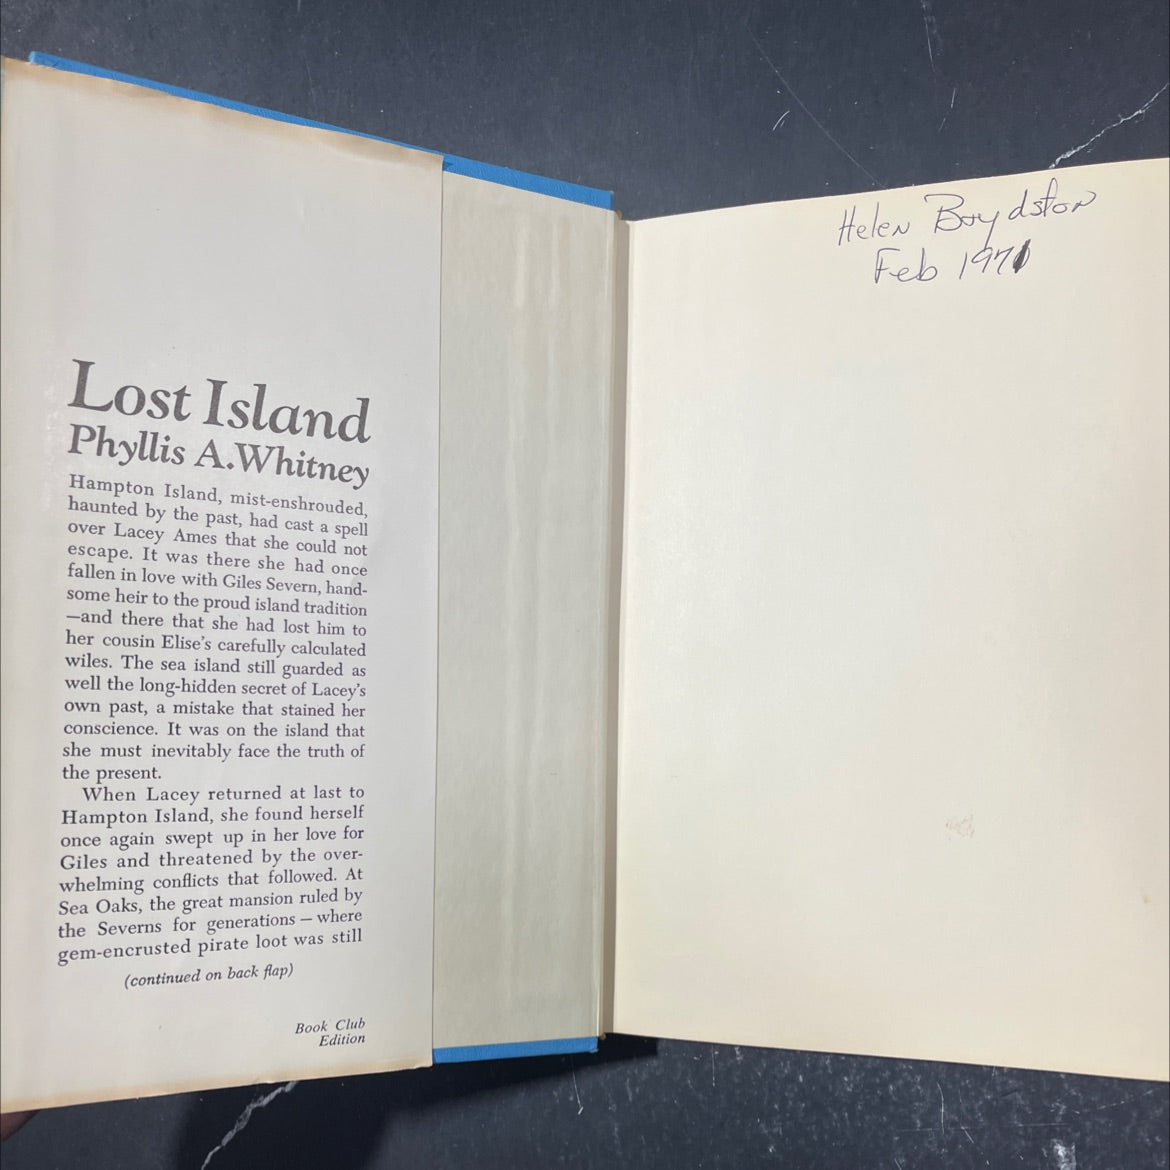 Lost Island
Phyllis A.Whitney
Hampton Island, mist-enshrouded,
haunted by the past, had cast a spell
over Lacey Ames that she could not
escape. It was there she had once
fallen in love with Giles Severn, hand-
some heir to the proud island tradition
—and there that she had lost him to
her cousin Elise's carefully calculated
wiles. The sea island still guarded as
well the long-hidden secret of Lacey's
own past, a mistake that stained her
conscience. It was on the island that
she must inevitably face the truth of
the present.
When Lacey returned at last to
Hampton Island, she found herself
once again swept up in her love for
Giles and threatened by the over-
whelming conflicts that followed. At
Sea Oaks, the great mansion ruled by
the Severns for generations – where
gem-encrusted pirate loot was still
(continued on back flap)
Book Club
Edition
Helen Boydston
Feb 1971